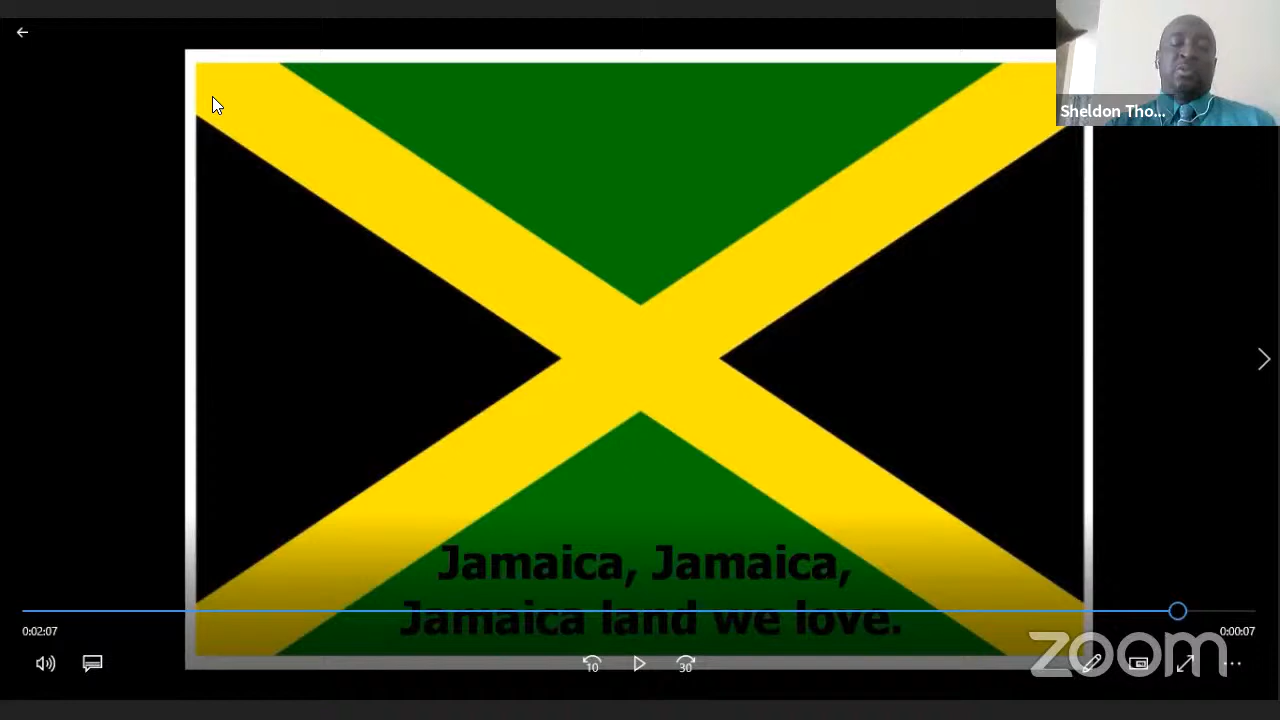 Sheldon Tho...
Jamaica, Jamaica,
Jamaica land we love.
0:02:07
0:00:07
10
30
zoom